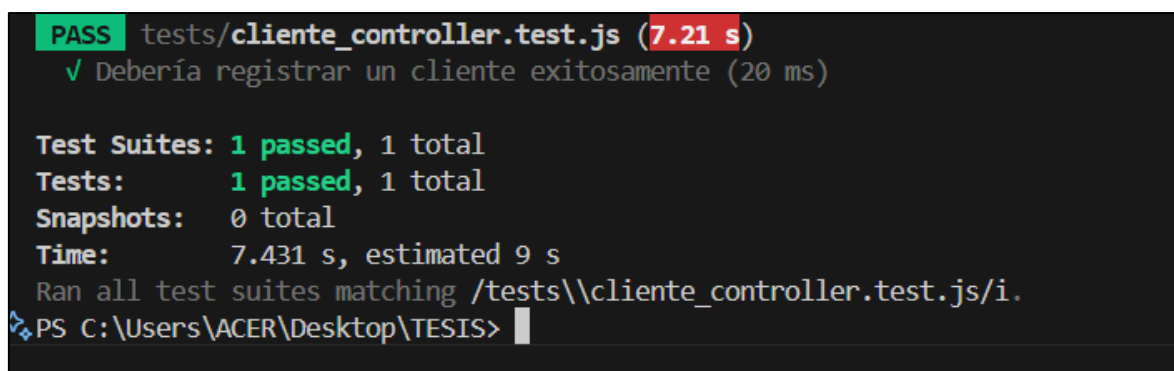 PASS tests/cliente_controller.test.js (7.21 s)
√ Debería registrar un cliente exitosamente (20 ms)
Test Suites: 1 passed, 1 total
Tests: 1 passed, 1 total
Snapshots: 0 total
Time: 7.431 s, estimated 9 s
Ran all test suites matching /tests\\cliente_controller.test.js/i.
PS C:\Users\ACER\Desktop\TESIS>